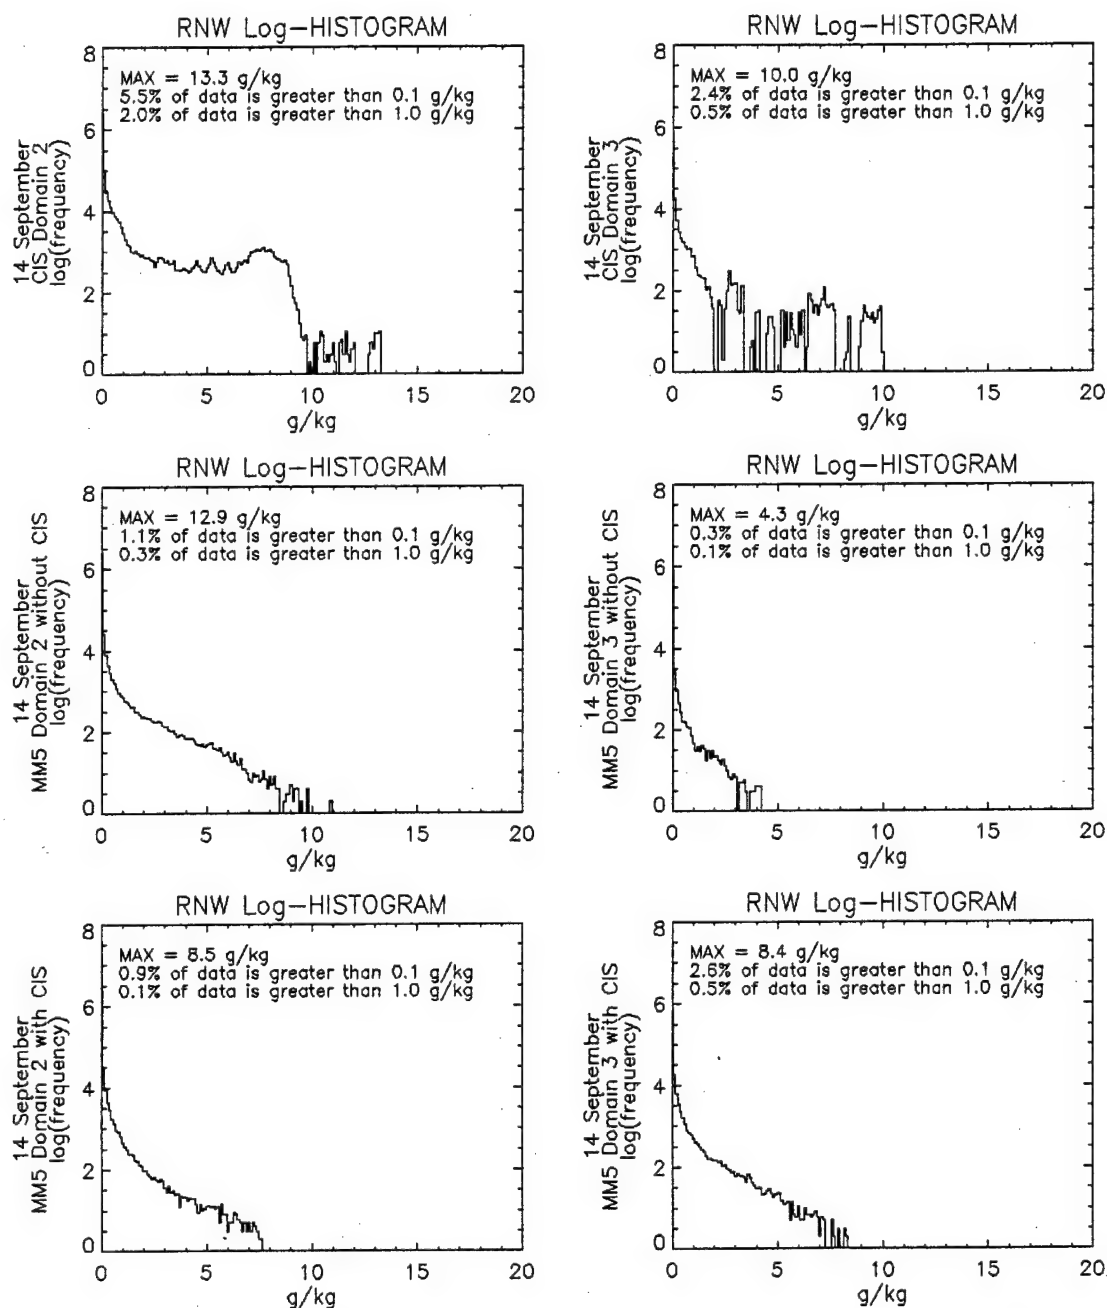 RNW Log-HISTOGRAM
MAX = 13.3 g/kg
5.5% of data is greater than 0.1 g/kg
2.0% of data is greater than 1.0 g/kg
14 September
CIS Domain 2
log(frequency)
8
6
4
2
0
0 5 10 15 20
g/kg
RNW Log-HISTOGRAM
MAX = 10.0 g/kg
2.4% of data is greater than 0.1 g/kg
0.5% of data is greater than 1.0 g/kg
14 September
CIS Domain 3
log(frequency)
8
6
4
2
0
0 5 10 15 20
g/kg
RNW Log-HISTOGRAM
MAX = 12.9 g/kg
1.1% of data is greater than 0.1 g/kg
0.3% of data is greater than 1.0 g/kg
14 September
MM5 Domain 2 without CIS
log(frequency)
8
6
4
2
0
0 5 10 15 20
g/kg
RNW Log-HISTOGRAM
MAX = 4.3 g/kg
0.3% of data is greater than 0.1 g/kg
0.1% of data is greater than 1.0 g/kg
14 September
MM5 Domain 3 without CIS
log(frequency)
8
6
4
2
0
0 5 10 15 20
g/kg
RNW Log-HISTOGRAM
MAX = 8.5 g/kg
0.9% of data is greater than 0.1 g/kg
0.1% of data is greater than 1.0 g/kg
14 September
MM5 Domain 2 with CIS
log(frequency)
8
6
4
2
0
0 5 10 15 20
g/kg
RNW Log-HISTOGRAM
MAX = 8.4 g/kg
2.6% of data is greater than 0.1 g/kg
0.5% of data is greater than 1.0 g/kg
14 September
MM5 Domain 3 with CIS
log(frequency)
8
6
4
2
0
0 5 10 15 20
g/kg